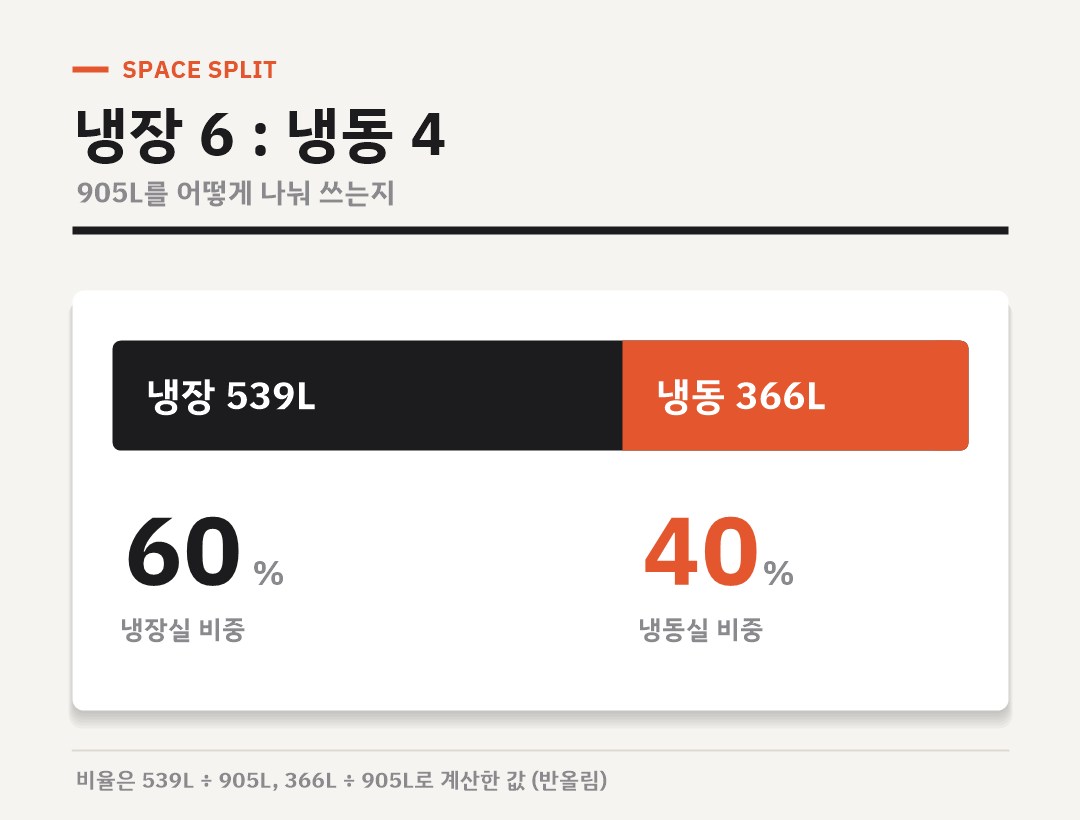 SPACE SPLIT
냉장 6 : 냉동 4
905L를 어떻게 나눠 쓰는지
냉장 539L 냉동 366L
60 % 40 %
냉장실 비중 냉동실 비중
비율은 539L ÷ 905L, 366L ÷ 905L로 계산한 값 (반올림)